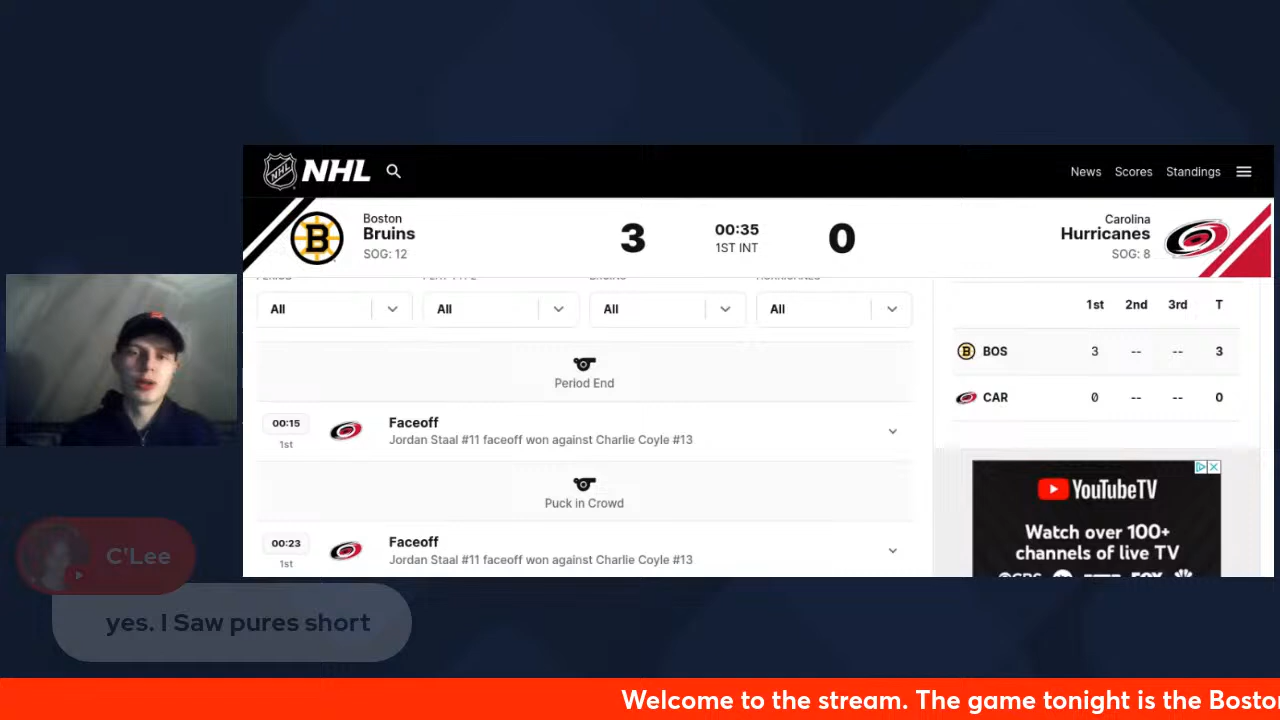 NHL
News Scores Standings
Boston
Bruins
SOG: 12
3
00:35
1ST INT
0
Carolina
Hurricanes
SOG: 8
All
All
All
All
Period End
00:15
1st
Faceoff
Jordan Staal #11 faceoff won against Charlie Coyle #13
Puck in Crowd
00:23
1st
Faceoff
Jordan Staal #11 faceoff won against Charlie Coyle #13
1st 2nd 3rd T
BOS 3 -- -- 3
CAR 0 -- -- 0
YouTubeTV
Watch over 100+
channels of live TV
C'Lee
yes. I Saw pures short
Welcome to the stream. The game tonight is the Bosto